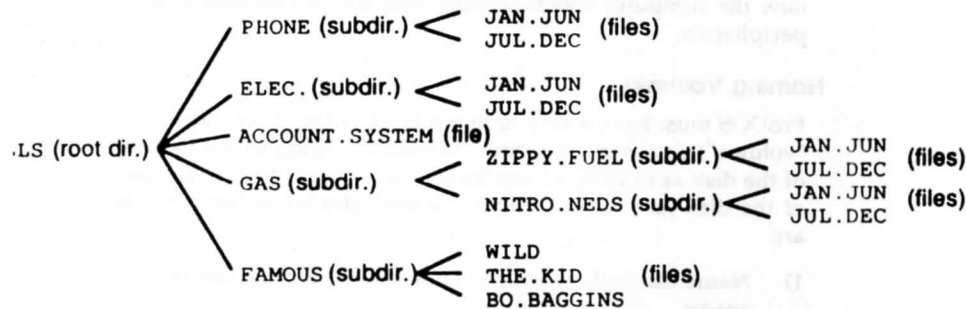 PHONE (subdir.) JAN.JUN (files)
JUL.DEC
ELEC. (subdir.) JAN.JUN (files)
JUL.DEC
ACCOUNT.SYSTEM (file)
.LS (root dir.)
ZIPPY.FUEL (subdir.) JAN.JUN (files)
JUL.DEC
GAS (subdir.)
NITRO.NEDS (subdir.) JAN.JUN (files)
JUL.DEC
FAMOUS (subdir.) WILD
THE.KID (files)
BO.BAGGINS